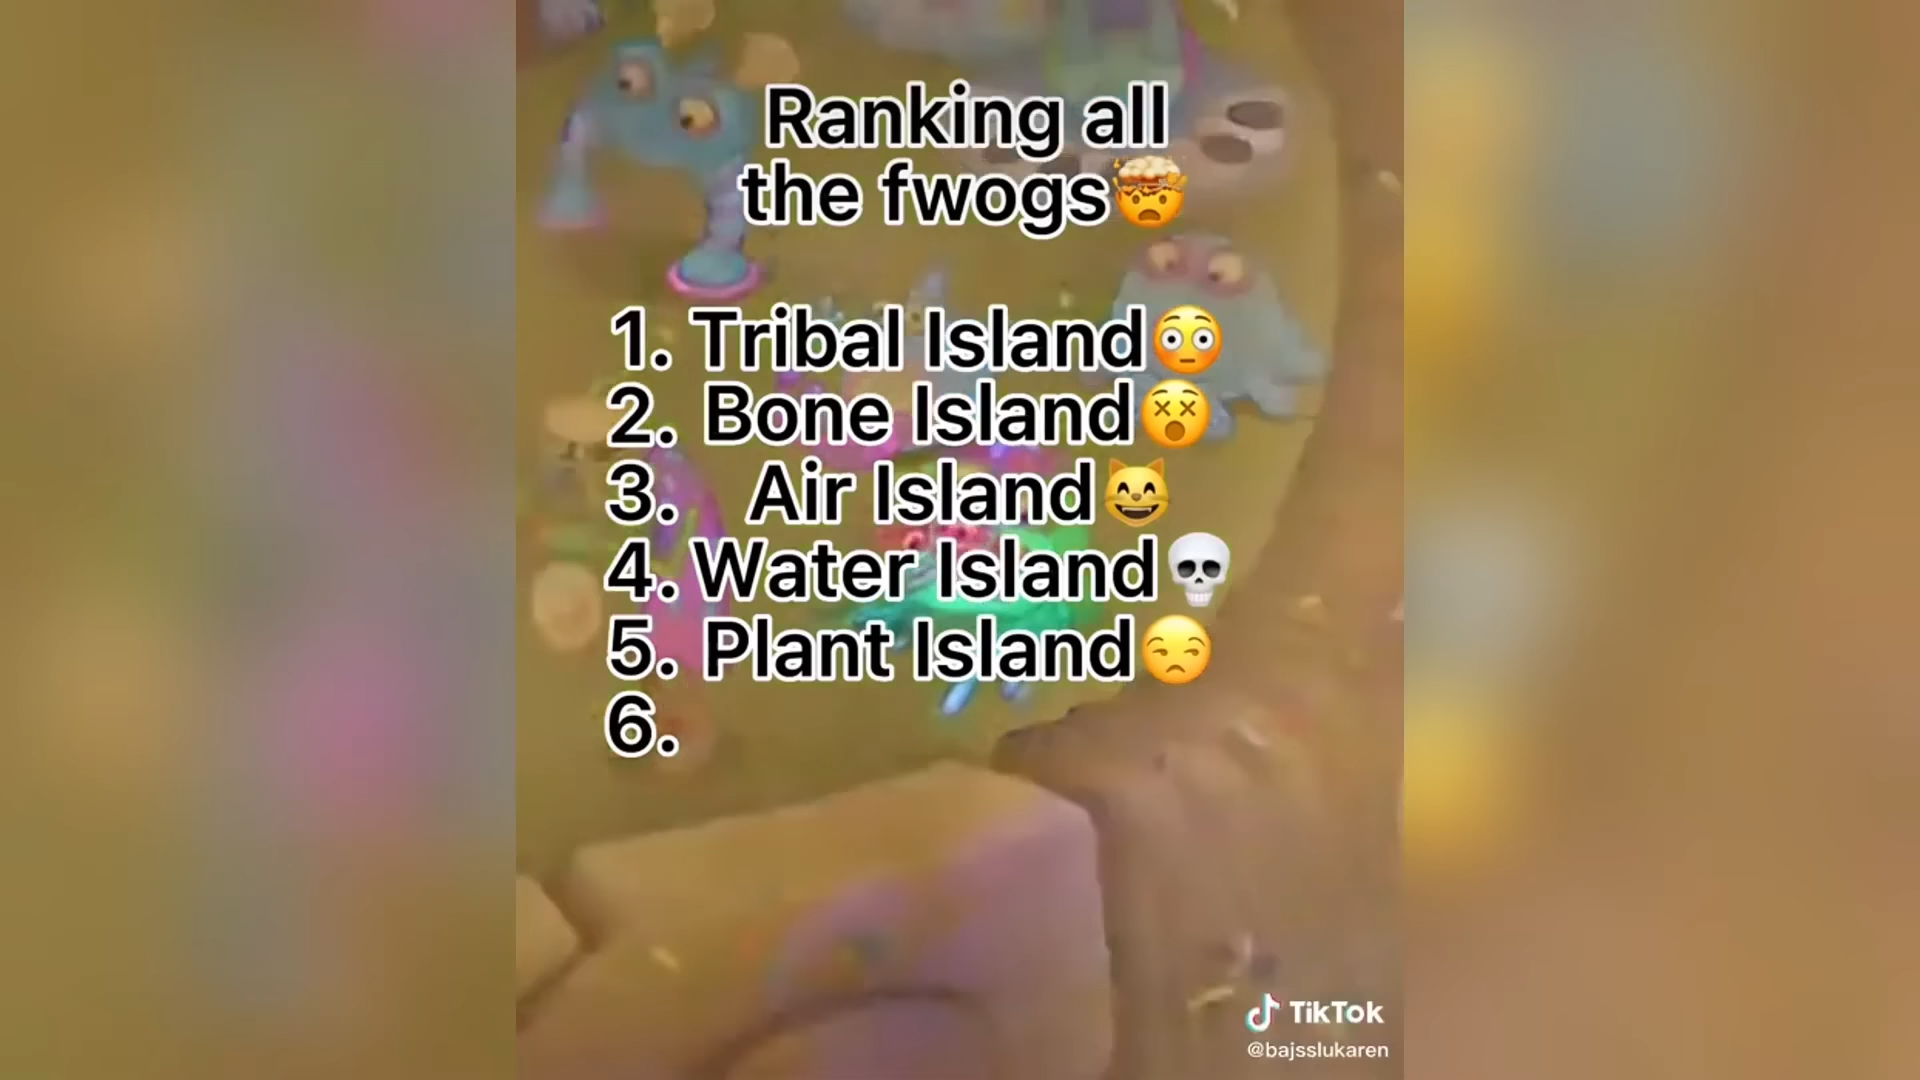 Ranking all
the fwogs🤯
1. Tribal Island😳
2. Bone Island😵
3. Air Island😸
4. Water Island💀
5. Plant Island😒
6.
TikTok
@bajsslukaren